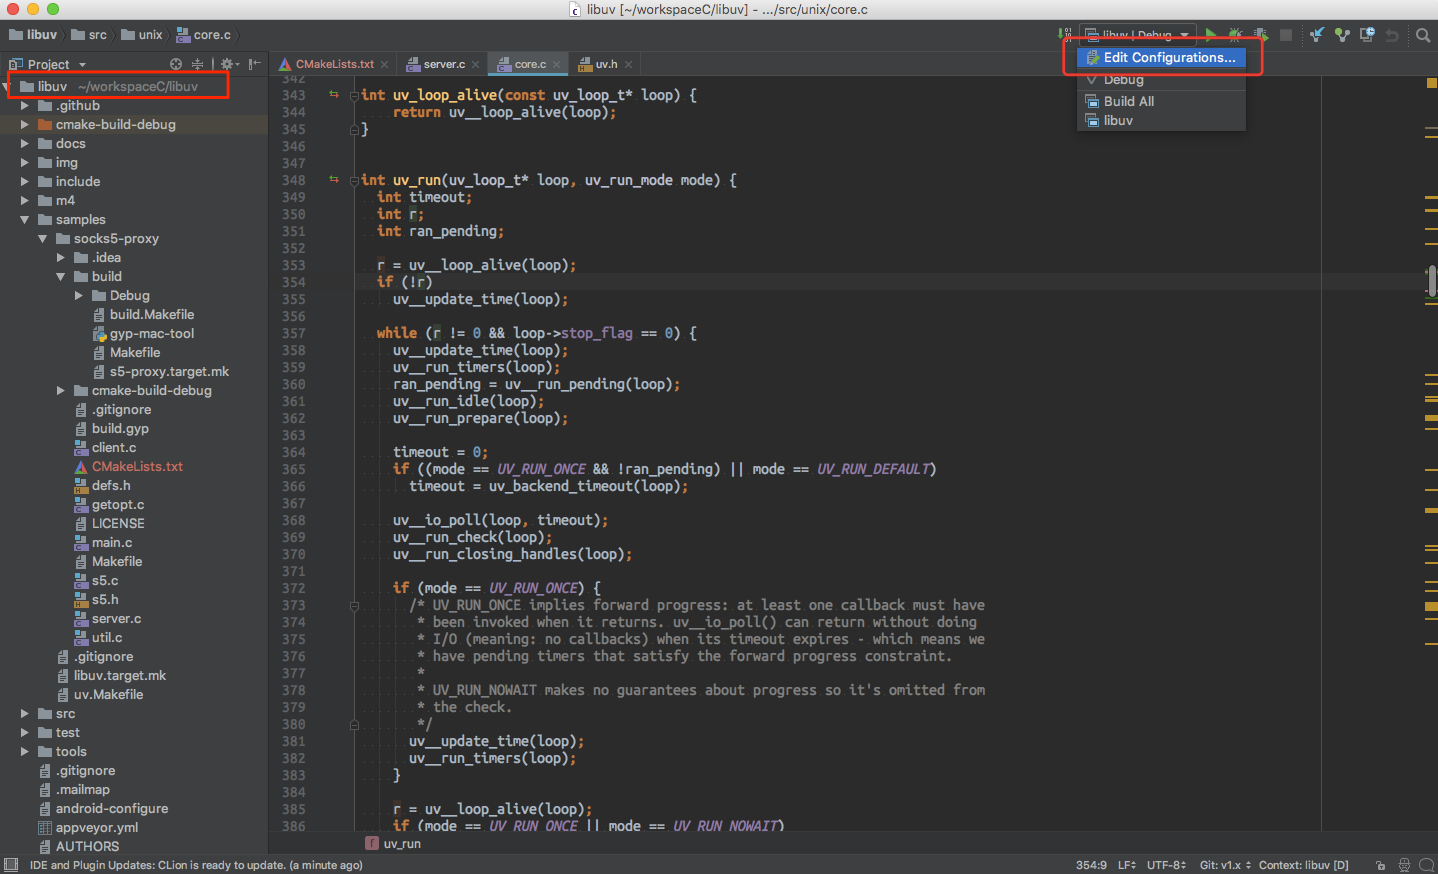 libuv [~/workspaceC/libuv] - .../src/unix/core.c
libuv src unix core.c
libuv | Debug
Edit Configurations...
Debug
Build All
libuv
Project
CMakeLists.txt server.c core.c uv.h
libuv ~/workspaceC/libuv
.github
cmake-build-debug
docs
img
include
m4
samples
socks5-proxy
.idea
build
Debug
build.Makefile
gyp-mac-tool
Makefile
s5-proxy.target.mk
cmake-build-debug
.gitignore
build.gyp
client.c
CMakeLists.txt
defs.h
getopt.c
LICENSE
main.c
Makefile
s5.c
s5.h
server.c
util.c
.gitignore
libuv.target.mk
uv.Makefile
src
test
tools
.gitignore
.mailmap
android-configure
appveyor.yml
AUTHORS
342
343 int uv_loop_alive(const uv_loop_t* loop) {
344 return uv__loop_alive(loop);
345 }
346
347
348 int uv_run(uv_loop_t* loop, uv_run_mode mode) {
349 int timeout;
350 int r;
351 int ran_pending;
352
353 r = uv__loop_alive(loop);
354 if (!r)
355 uv__update_time(loop);
356
357 while (r != 0 && loop->stop_flag == 0) {
358 uv__update_time(loop);
359 uv__run_timers(loop);
360 ran_pending = uv__run_pending(loop);
361 uv__run_idle(loop);
362 uv__run_prepare(loop);
363
364 timeout = 0;
365 if ((mode == UV_RUN_ONCE && !ran_pending) || mode == UV_RUN_DEFAULT)
366 timeout = uv_backend_timeout(loop);
367
368 uv__io_poll(loop, timeout);
369 uv__run_check(loop);
370 uv__run_closing_handles(loop);
371
372 if (mode == UV_RUN_ONCE) {
373 /* UV_RUN_ONCE implies forward progress: at least one callback must have
374 * been invoked when it returns. uv__io_poll() can return without doing
375 * I/O (meaning: no callbacks) when its timeout expires - which means we
376 * have pending timers that satisfy the forward progress constraint.
377 *
378 * UV_RUN_NOWAIT makes no guarantees about progress so it's omitted from
379 * the check.
380 */
381 uv__update_time(loop);
382 uv__run_timers(loop);
383 }
384
385 r = uv__loop_alive(loop);
386 if (mode == UV_RUN_ONCE || mode == UV_RUN_NOWAIT)
f uv_run
IDE and Plugin Updates: CLion is ready to update. (a minute ago)
354:9 LF UTF-8 Git: v1.x Context: libuv [D]